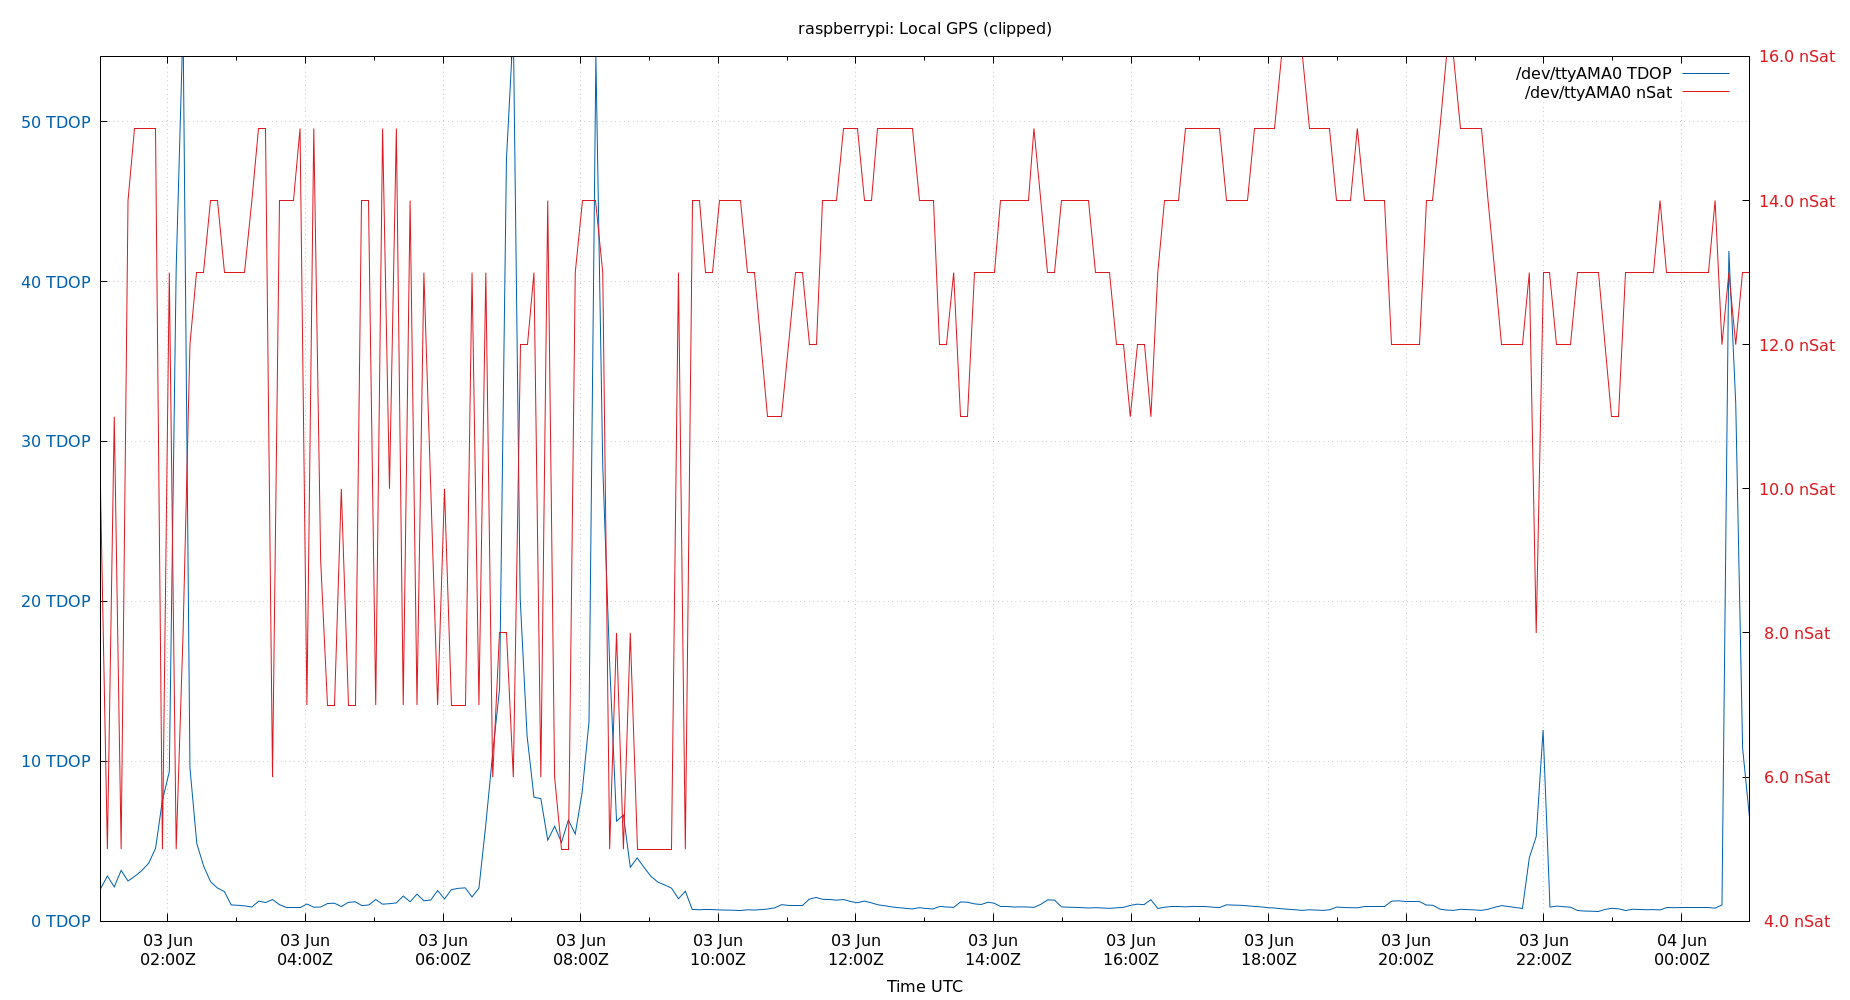 raspberrypi: Local GPS (clipped)
/dev/ttyAMA0 TDOP
/dev/ttyAMA0 nSat
50 TDOP
40 TDOP
30 TDOP
20 TDOP
10 TDOP
0 TDOP
16.0 nSat
14.0 nSat
12.0 nSat
10.0 nSat
8.0 nSat
6.0 nSat
4.0 nSat
03 Jun
02:00Z
03 Jun
04:00Z
03 Jun
06:00Z
03 Jun
08:00Z
03 Jun
10:00Z
03 Jun
12:00Z
03 Jun
14:00Z
03 Jun
16:00Z
03 Jun
18:00Z
03 Jun
20:00Z
03 Jun
22:00Z
04 Jun
00:00Z
Time UTC